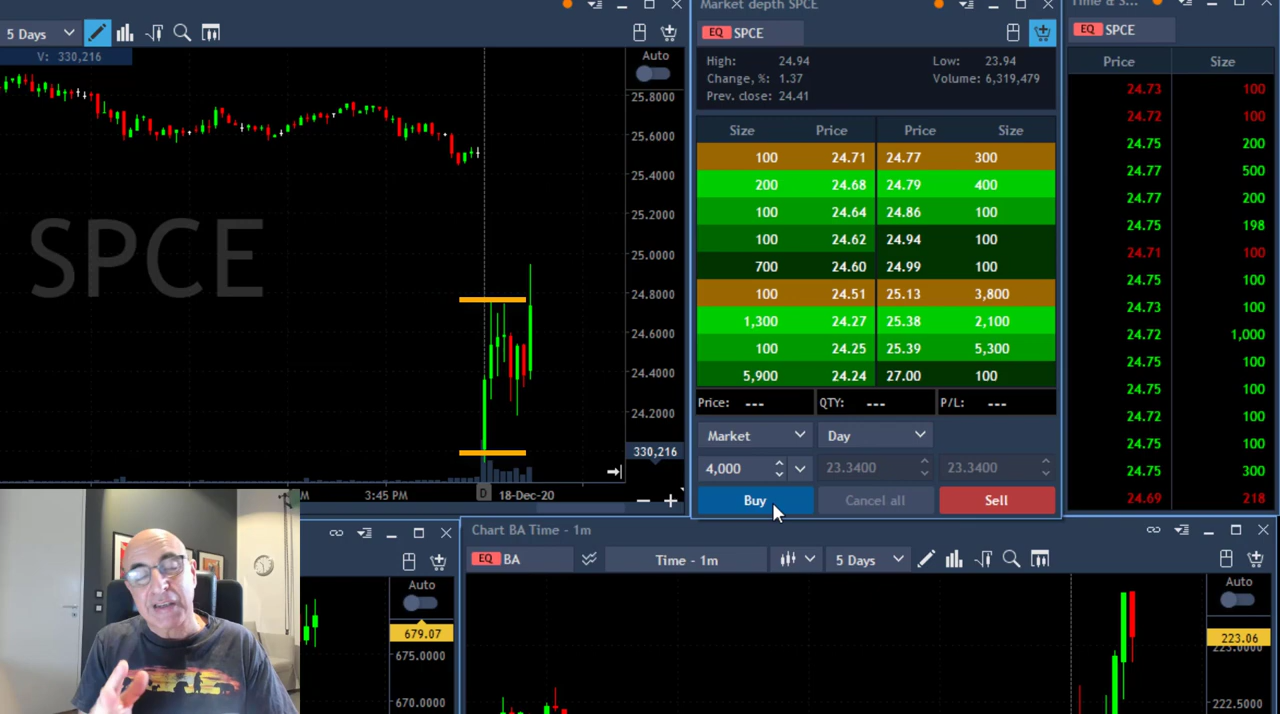 Market depth SPCE
Time & S...
5 Days
EQ SPCE
EQ SPCE
V: 330,216
Auto
High: 24.94 Low: 23.94
Change, %: 1.37 Volume: 6,319,479
Prev. close: 24.41
Price Size
Size Price Price Size
25.8000
25.6000
25.4000
25.2000
25.0000
24.8000
24.6000
24.4000
24.2000
330,216
SPCE
100 24.71 24.77 300
200 24.68 24.79 400
100 24.64 24.86 100
100 24.62 24.94 100
700 24.60 24.99 100
100 24.51 25.13 3,800
1,300 24.27 25.38 2,100
100 24.25 25.39 5,300
5,900 24.24 27.00 100
Price: --- QTY: --- P/L: ---
Market Day
4,000 23.3400 23.3400
Buy Cancel all Sell
24.73 100
24.72 100
24.75 200
24.77 500
24.77 200
24.75 198
24.71 100
24.75 100
24.73 100
24.72 1,000
24.75 100
24.75 100
24.72 100
24.75 100
24.75 300
24.69 218
M 3:45 PM D 18-Dec-20
Chart BA Time - 1m
EQ BA Time - 1m 5 Days
Auto
679.07
675.0000
670.0000
Auto
223.06
222.5000